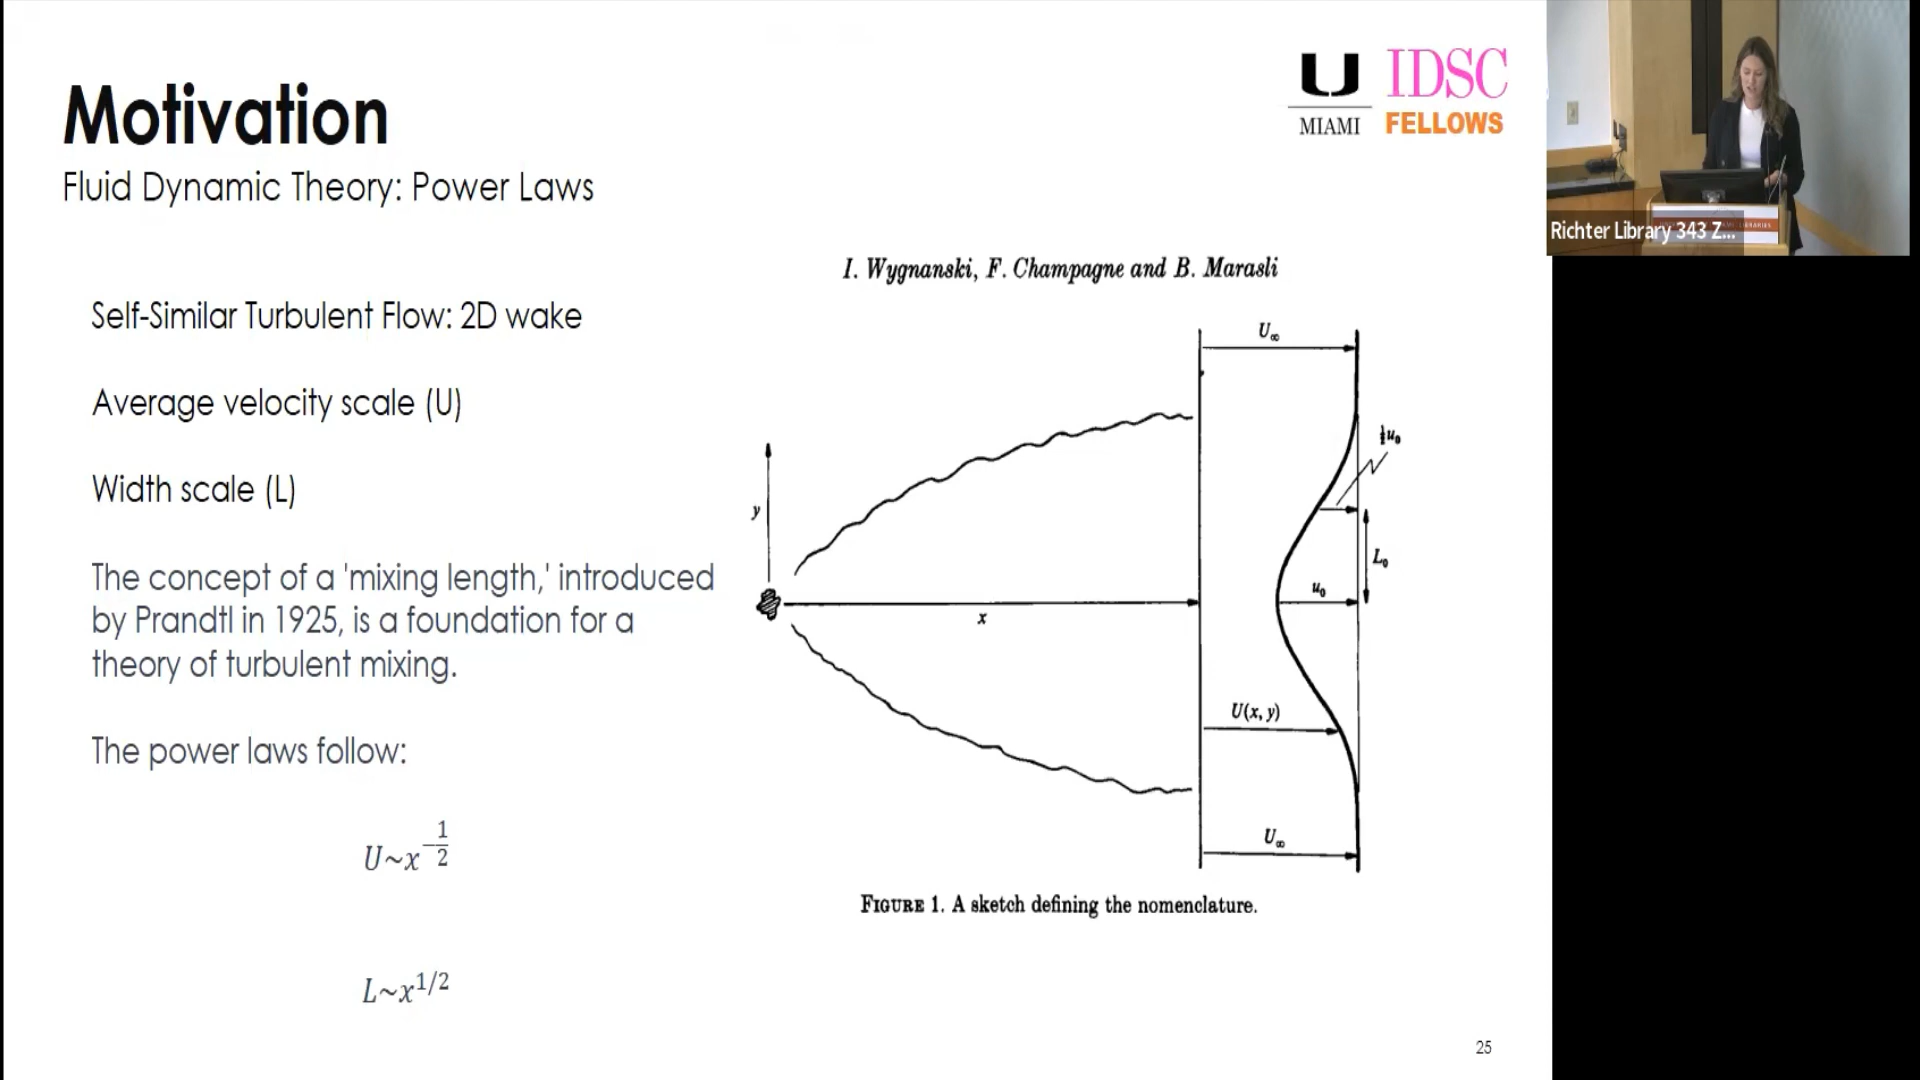 Motivation
Fluid Dynamic Theory: Power Laws
U
MIAMI
IDSC
FELLOWS
Self-Similar Turbulent Flow: 2D wake
Average velocity scale (U)
Width scale (L)
The concept of a 'mixing length,' introduced
by Prandtl in 1925, is a foundation for a
theory of turbulent mixing.
The power laws follow:
U~x^-1/2
L~x^1/2
I. Wygnanski, F. Champagne and B. Marasli
U∞
½u₀
y
L₀
u₀
x
U(x, y)
U∞
FIGURE 1. A sketch defining the nomenclature.
25
Richter Library 343 Z...